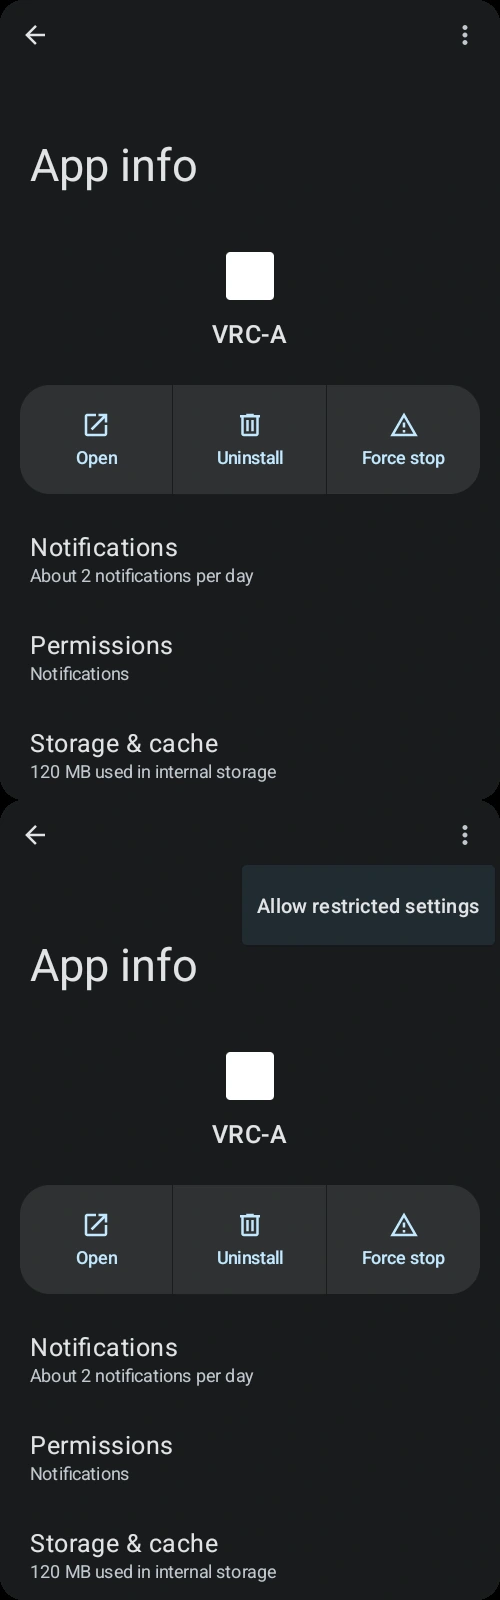 App info
VRC-A
Open Uninstall Force stop
Notifications
About 2 notifications per day
Permissions
Notifications
Storage & cache
120 MB used in internal storage
Allow restricted settings
App info
VRC-A
Open Uninstall Force stop
Notifications
About 2 notifications per day
Permissions
Notifications
Storage & cache
120 MB used in internal storage